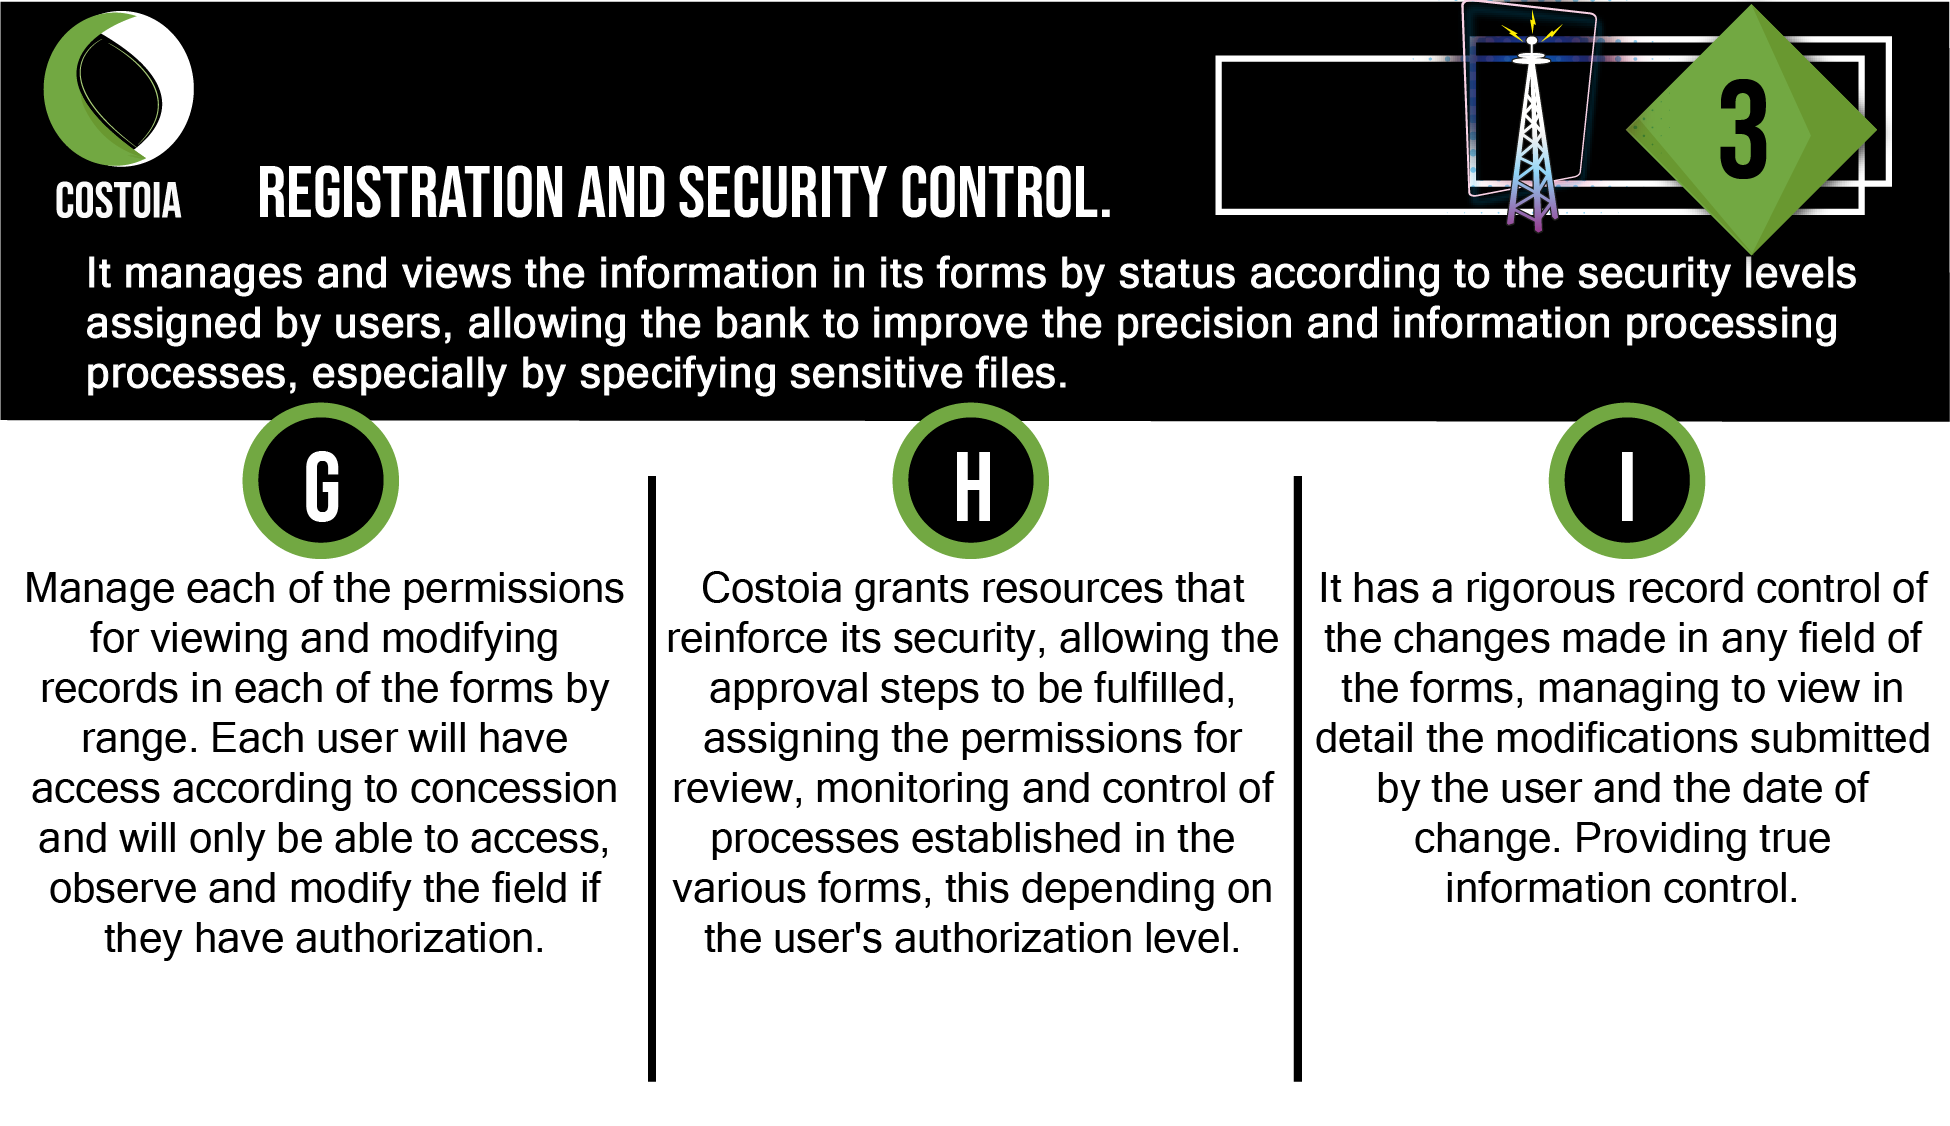 COSTOIA
REGISTRATION AND SECURITY CONTROL.
3
It manages and views the information in its forms by status according to the security levels
assigned by users, allowing the bank to improve the precision and information processing
processes, especially by specifying sensitive files.
G
Manage each of the permissions
for viewing and modifying
records in each of the forms by
range. Each user will have
access according to concession
and will only be able to access,
observe and modify the field if
they have authorization.
H
Costoia grants resources that
reinforce its security, allowing the
approval steps to be fulfilled,
assigning the permissions for
review, monitoring and control of
processes established in the
various forms, this depending on
the user's authorization level.
I
It has a rigorous record control of
the changes made in any field of
the forms, managing to view in
detail the modifications submitted
by the user and the date of
change. Providing true
information control.